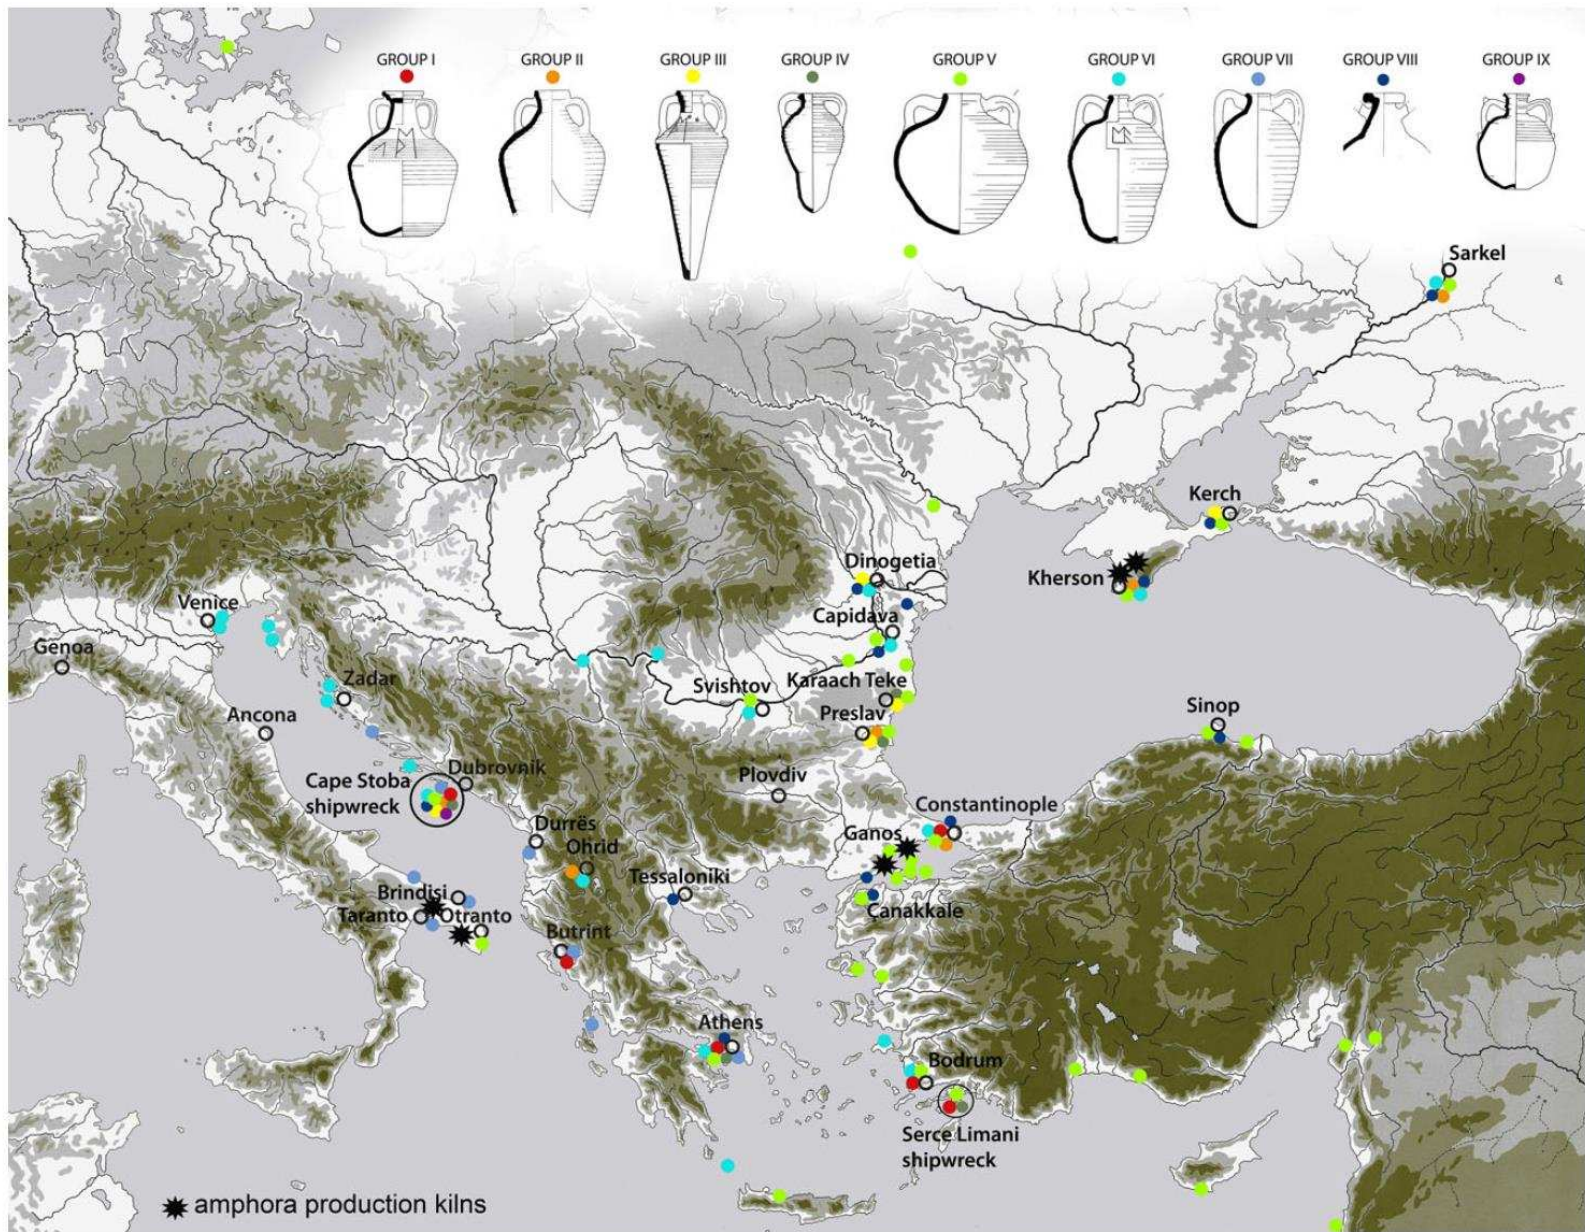 GROUP I
GROUP II
GROUP III
GROUP IV
GROUP V
GROUP VI
GROUP VII
GROUP VIII
GROUP IX
Sarkel
Kerch
Kherson
Dinogetia
Capidava
Venice
Genoa
Zadar
Svishtov
Karaach Teke
Ancona
Preslav
Sinop
Cape Stoba
shipwreck
Dubrovnik
Plovdiv
Constantinople
Ganos
Durrës
Ohrid
Tessaloniki
Brindisi
Taranto
Otranto
Canakkale
Butrint
Athens
Bodrum
Serce Limani
shipwreck
amphora production kilns